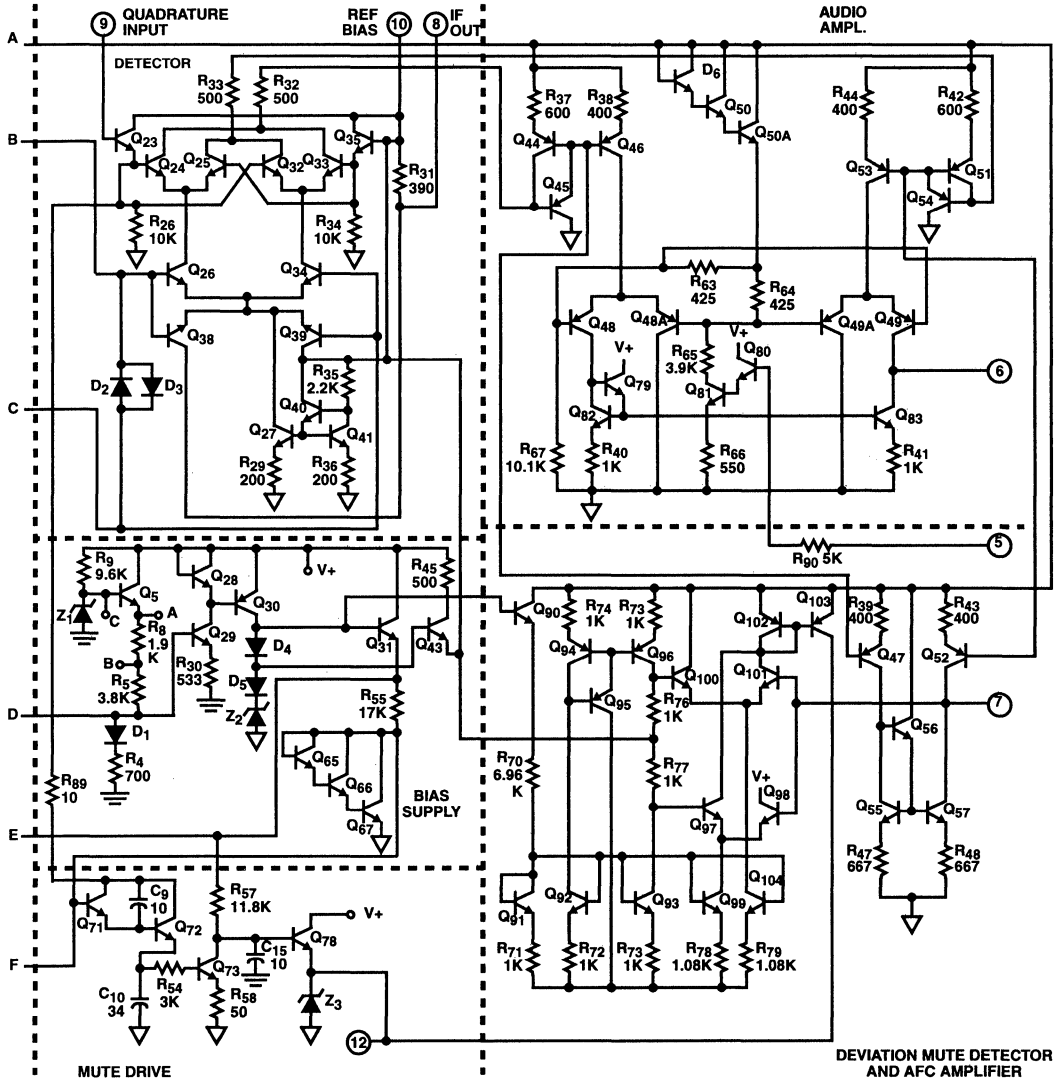 9 QUADRATURE INPUT
REF BIAS 10
8 IF OUT
AUDIO AMPL.
A
DETECTOR
R33 500
R32 500
D6
R37 600
R38 400
Q50
R44 400
R42 600
Q23
Q35
Q50A
B
Q24
Q25
Q32
Q33
Q44
Q46
R31 390
Q53
Q51
Q45
Q54
R26 10K
R34 10K
Q26
Q34
R63 425
R64 425
Q38
Q39
Q48
Q48A
Q49A
Q49
V+
V+
Q80
R65 3.9K
D2
D3
R35 2.2K
Q79
Q81
6
C
Q40
Q82
Q83
Q27
Q41
R29 200
R36 200
R67 10.1K
R40 1K
R66 550
R41 1K
R90 5K
5
R9 9.6K
Q5
Q28
V+
R45 500
Z1
C
A
Q30
Q90
R74 1K
R73 1K
Q102
Q103
R39 400
R43 400
R8 1.9 K
Q29
D4
Q31
Q43
Q94
Q96
Q47
Q52
B
R30 533
R5 3.8K
D5
Q100
Q101
Z2
R55 17K
Q95
R76 1K
7
D
D1
Q56
R4 700
Q65
R70 6.96 K
R77 1K
V+
Q98
R89 10
Q66
BIAS SUPPLY
Q67
Q97
Q55
Q57
E
R47 667
R48 667
R57 11.8K
Q104
C9 10
Q71
Q72
V+
Q91
Q92
Q93
Q99
Q78
F
C15 10
Q73
R71 1K
R72 1K
R73 1K
R78 1.08K
R79 1.08K
R54 3K
C10 34
R58 50
Z3
12
MUTE DRIVE
DEVIATION MUTE DETECTOR
AND AFC AMPLIFIER